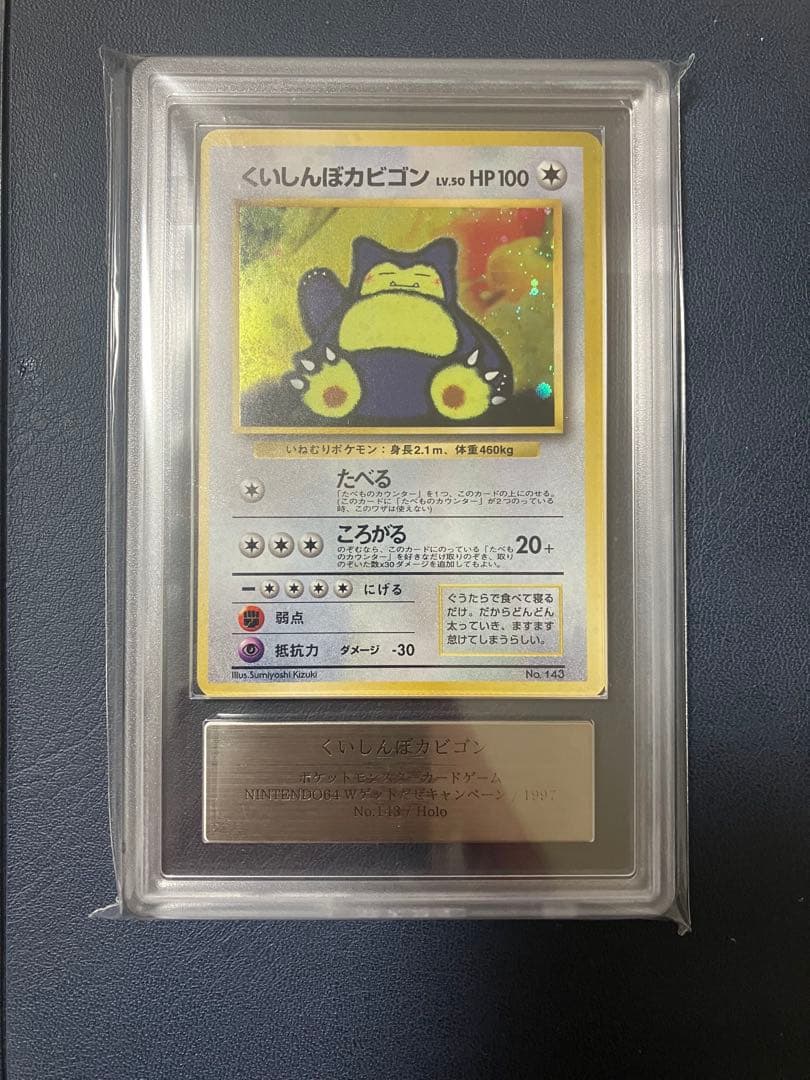 くいしんぼカビゴン LV.50 HP100
いねむりポケモン：身長2.1m、体重460kg
たべる
「たべものカウンター」を1つ、このカードの上にのせる。
(このカードに「たべものカウンター」が2つのっている
時、このワザは使えない)
ころがる
のぞむなら、このカードにのっている「たべも
のカウンター」を好きなだけ取りのぞき、取り
のぞいた数x30ダメージを追加してもよい。
20+
ー にげる
弱点
抵抗力 ダメージ -30
ぐうたらで食べて寝る
だけ。だからどんどん
太っていき、ますます
怠けてしまうらしい。
Illus.Sumiyoshi Kizuki
No. 143
くいしんぼカビゴン
ポケットモンスターカードゲーム
NINTENDO64 Wゲットだぜキャンペーン / 1997
No.143 / Holo